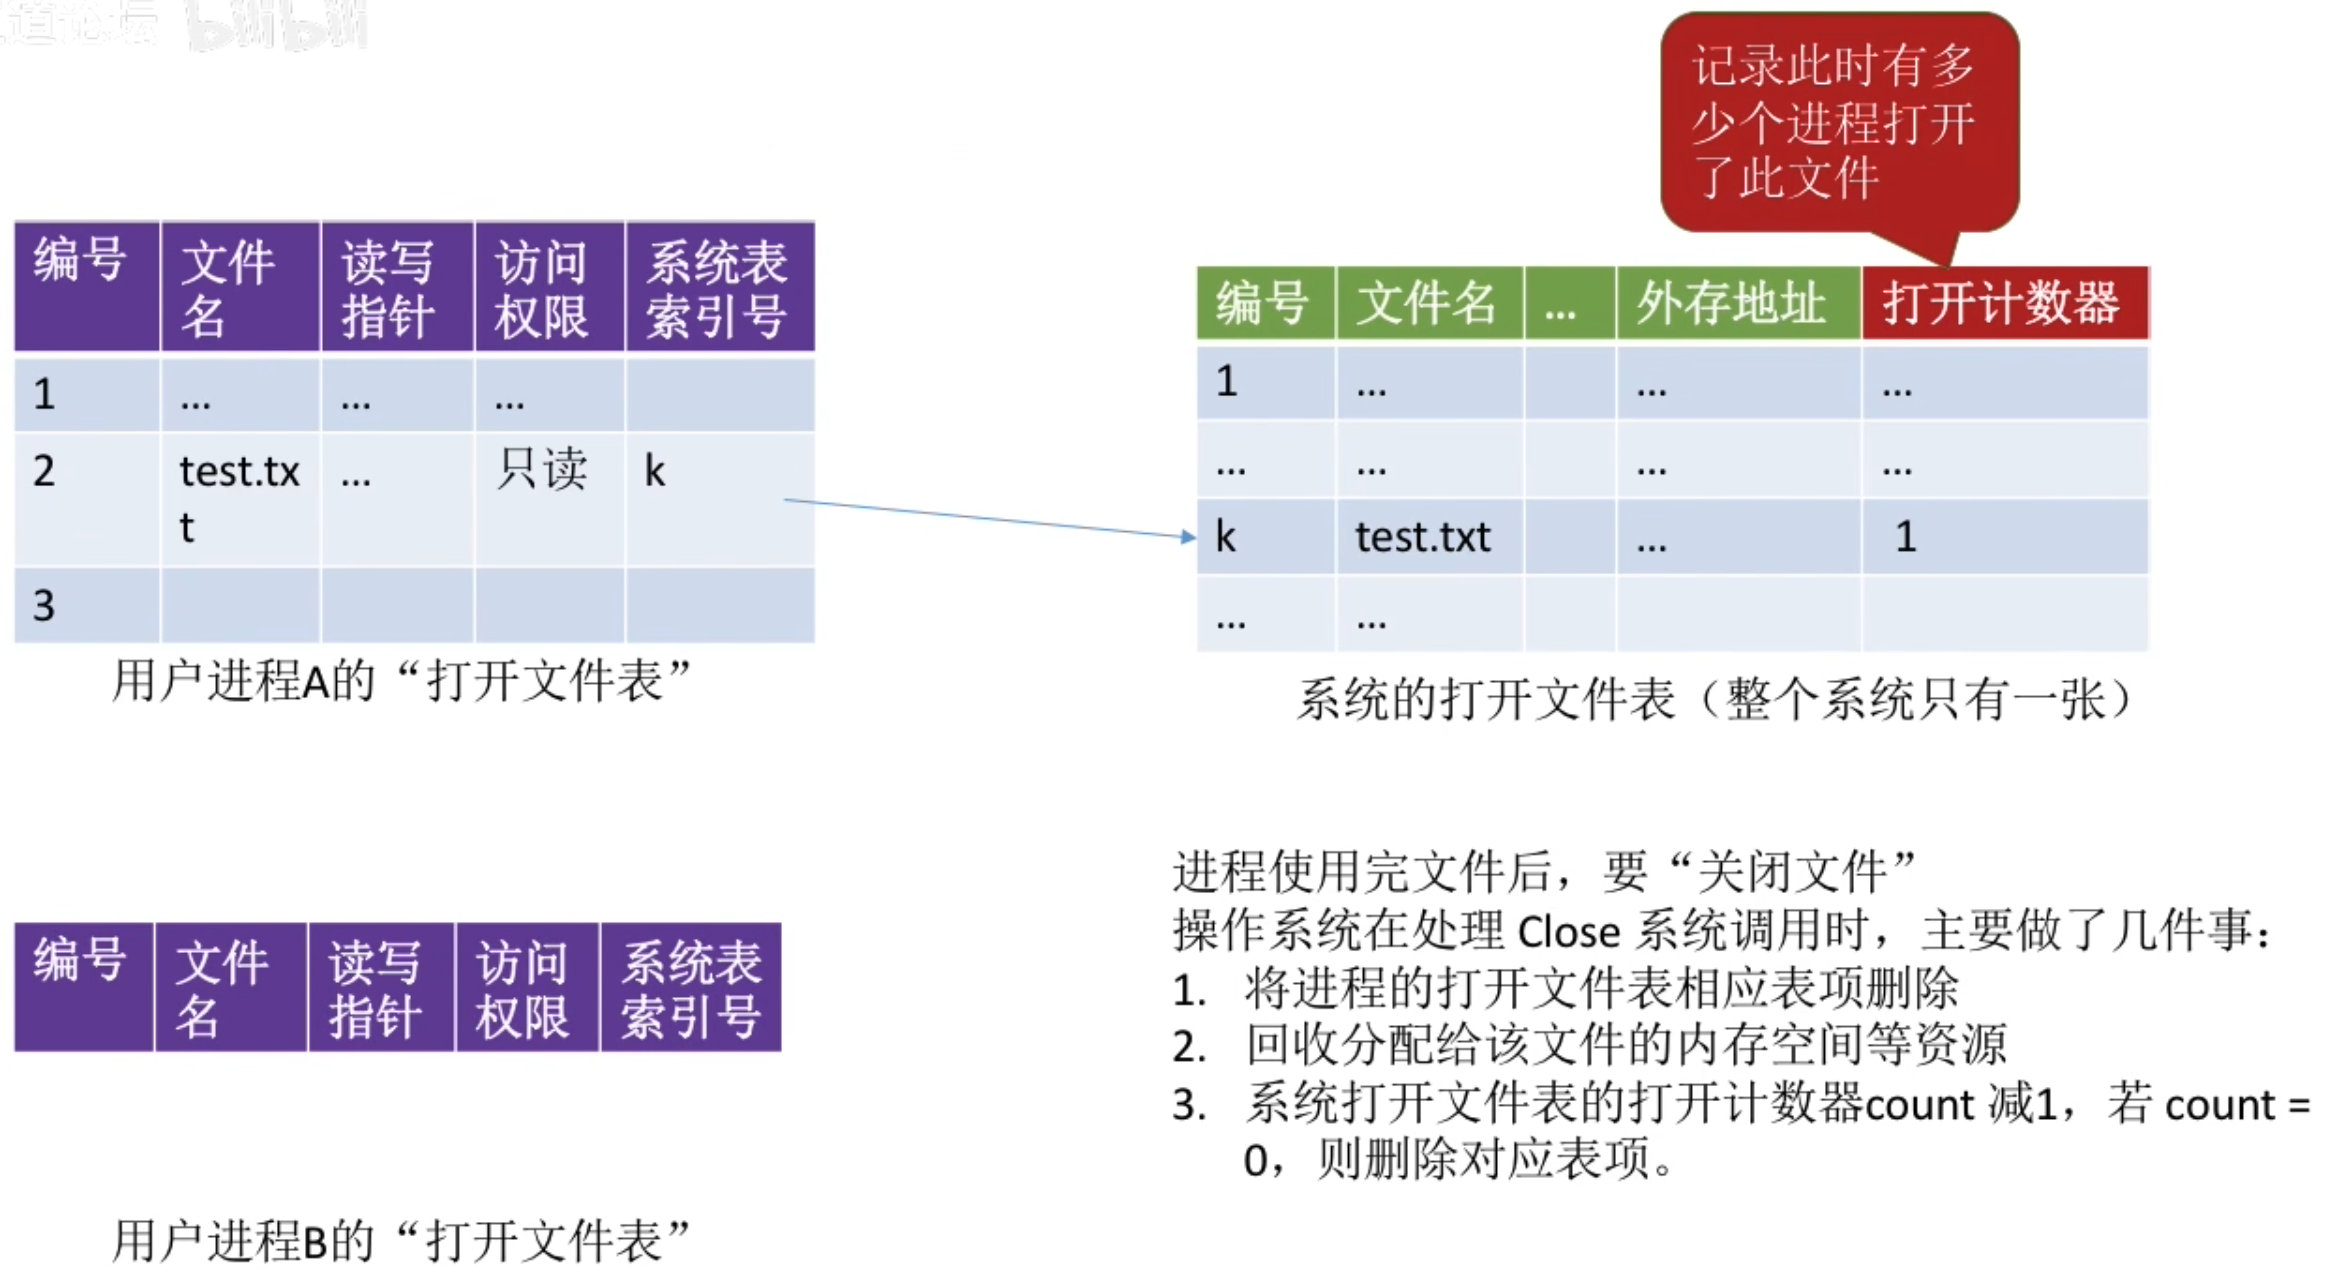 道论坛 bilibili
记录此时有多
少个进程打开
了此文件
编号 文件名 读写指针 访问权限 系统表索引号
1 ... ... ...
2 test.txt ... 只读 k
3
用户进程A的“打开文件表”
编号 文件名 ... 外存地址 打开计数器
1 ... ... ...
... ... ... ...
k test.txt ... 1
... ...
系统的打开文件表（整个系统只有一张）
编号 文件名 读写指针 访问权限 系统表索引号
用户进程B的“打开文件表”
进程使用完文件后，要“关闭文件”
操作系统在处理 Close 系统调用时，主要做了几件事：
1. 将进程的打开文件表相应表项删除
2. 回收分配给该文件的内存空间等资源
3. 系统打开文件表的打开计数器count 减1，若 count =
0，则删除对应表项。